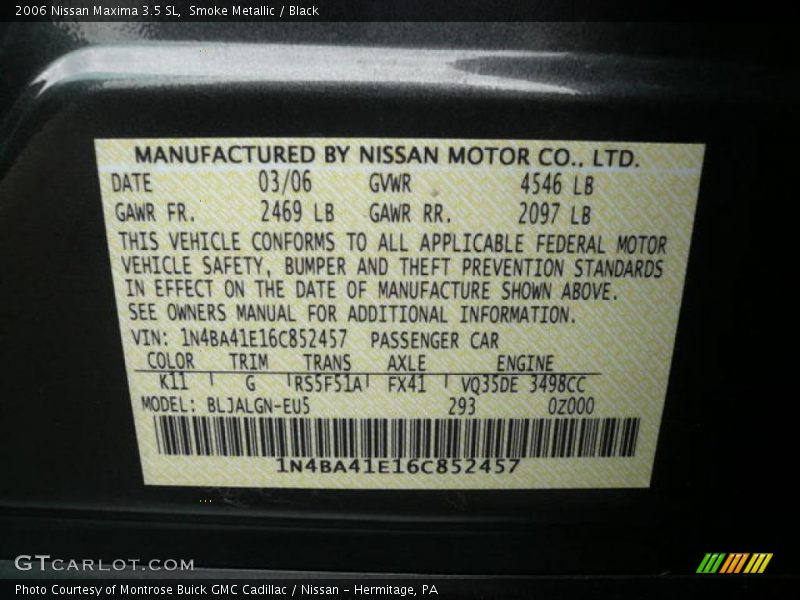 2006 Nissan Maxima 3.5 SL, Smoke Metallic / Black
MANUFACTURED BY NISSAN MOTOR CO., LTD.
DATE 03/06 GVWR 4546 LB
GAWR FR. 2469 LB GAWR RR. 2097 LB
THIS VEHICLE CONFORMS TO ALL APPLICABLE FEDERAL MOTOR
VEHICLE SAFETY, BUMPER AND THEFT PREVENTION STANDARDS
IN EFFECT ON THE DATE OF MANUFACTURE SHOWN ABOVE.
SEE OWNERS MANUAL FOR ADDITIONAL INFORMATION.
VIN: 1N4BA41E16C852457 PASSENGER CAR
COLOR TRIM TRANS AXLE ENGINE
K11 G RS5F51A FX41 VQ35DE 3498CC
MODEL: BLJALGN-EU5 293 0Z000
1N4BA41E16C852457
GTCARLOT.COM
Photo Courtesy of Montrose Buick GMC Cadillac / Nissan - Hermitage, PA